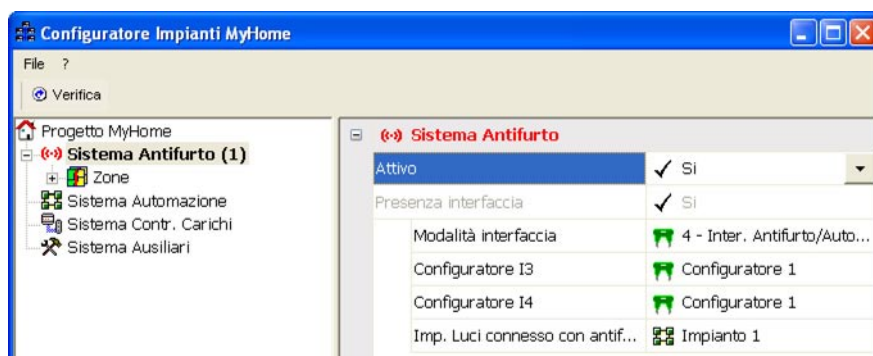 Configuratore Impianti MyHome
File ?
Verifica
Progetto MyHome
Sistema Antifurto (1)
Zone
Sistema Automazione
Sistema Contr. Carichi
Sistema Ausiliari
Sistema Antifurto
Attivo Si
Presenza interfaccia Si
Modalità interfaccia 4 - Inter. Antifurto/Auto...
Configuratore I3 Configuratore 1
Configuratore I4 Configuratore 1
Imp. Luci connesso con antif... Impianto 1